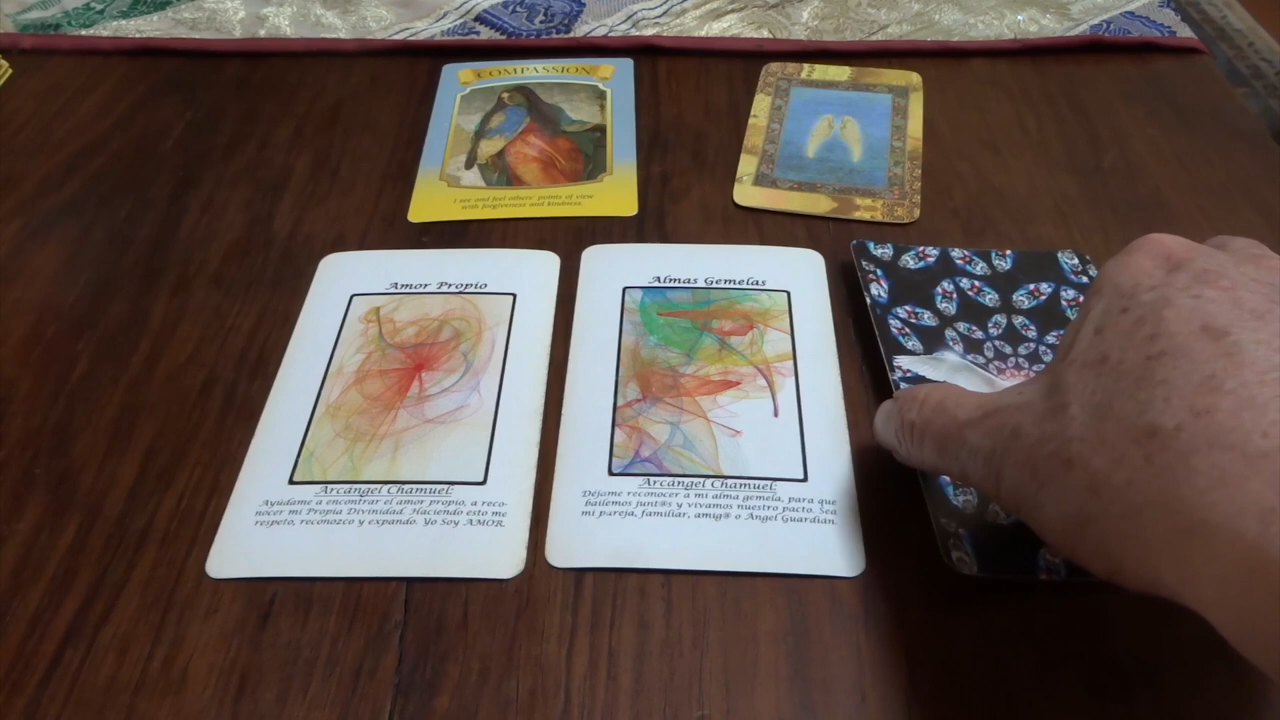 COMPASSION
I see and feel others' points of view
with forgiveness and kindness.
Amor Propio
Arcángel Chamuel:
Ayúdame a encontrar el amor propio, a reco-
nocer mi Propia Divinidad. Haciendo esto me
respeto, reconozco y expando. Yo Soy AMOR.
Almas Gemelas
Arcángel Chamuel:
Déjame reconocer a mi alma gemela, para que
bailemos junt@s y vivamos nuestro pacto. Sea
mi pareja, familiar, amig@ o Ángel Guardián.